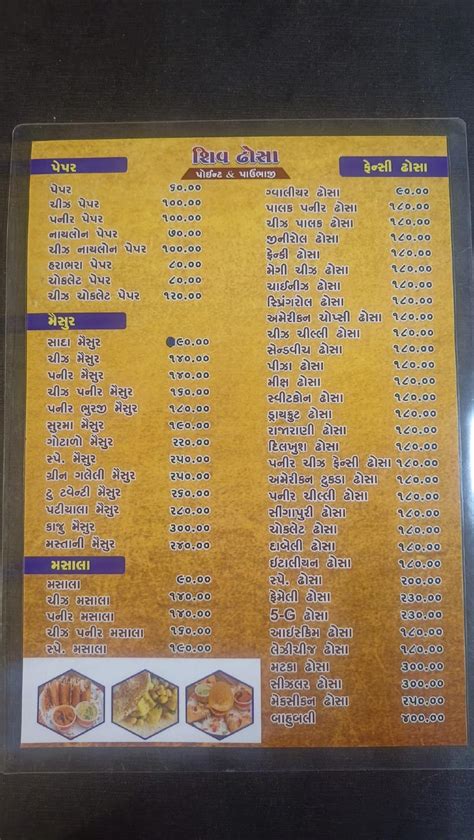 શિવ ઢોસા
પોઈન્ટ & પાઉંભાજી
પેપર
પેપર ૬૦.૦૦
ચીઝ પેપર ૧૦૦.૦૦
પનીર પેપર ૧૦૦.૦૦
નાયલોન પેપર ૭૦.૦૦
ચીઝ નાયલોન પેપર ૧૦૦.૦૦
હરાભરા પેપર ૮૦.૦૦
ચોકલેટ પેપર ૮૦.૦૦
ચીઝ ચોકલેટ પેપર ૧૨૦.૦૦
મૈસુર
સાદા મૈસુર ૯૦.૦૦
ચીઝ મૈસુર ૧૪૦.૦૦
પનીર મૈસુર ૧૪૦.૦૦
ચીઝ પનીર મૈસુર ૧૬૦.૦૦
પનીર ભુરજી મૈસુર ૧૮૦.૦૦
સુરમા મૈસુર ૧૯૦.૦૦
ગોટાળો મૈસુર ૨૨૦.૦૦
સ્પે. મૈસુર ૨૫૦.૦૦
ગ્રીન ગલેલી મૈસુર ૨૫૦.૦૦
ટુ ટવેન્ટી મૈસુર ૨૬૦.૦૦
પટીયાલા મૈસુર ૨૮૦.૦૦
કાજુ મૈસુર ૩૦૦.૦૦
મસ્તાની મૈસુર ૨૪૦.૦૦
મસાલા
મસાલા ૯૦.૦૦
ચીઝ મસાલા ૧૪૦.૦૦
પનીર મસાલા ૧૪૦.૦૦
ચીઝ પનીર મસાલા ૧૬૦.૦૦
સ્પે. મસાલા ૧૯૦.૦૦
ફેન્સી ઢોસા
ગ્વાલીયર ઢોસા ૯૦.૦૦
પાલક પનીર ઢોસા ૧૮૦.૦૦
ચીઝ પાલક ઢોસા ૧૮૦.૦૦
જીનીરોલ ઢોસા ૧૮૦.૦૦
ફ્રેન્કી ઢોસા ૧૮૦.૦૦
મેગી ચીઝ ઢોસા ૧૮૦.૦૦
ચાઈનીઝ ઢોસા ૧૮૦.૦૦
સ્પ્રિંગરોલ ઢોસા ૧૮૦.૦૦
અમેરીકન ચોપ્સી ઢોસા ૧૮૦.૦૦
ચીઝ ચીલ્લી ઢોસા ૧૮૦.૦૦
સેન્ડવીચ ઢોસા ૧૮૦.૦૦
પીઝા ઢોસા ૧૮૦.૦૦
મીક્ષ ઢોસા ૧૮૦.૦૦
સ્વીટકોન ઢોસા ૧૮૦.૦૦
ડ્રાયફ્રુટ ઢોસા ૧૮૦.૦૦
રાજારાણી ઢોસા ૧૮૦.૦૦
દિલખુશ ઢોસા ૧૮૦.૦૦
પનીર ચીઝ ફેન્સી ઢોસા ૧૮૦.૦૦
અમેરીકન ટુકડા ઢોસા ૧૮૦.૦૦
પનીર ચીલ્લી ઢોસા ૧૮૦.૦૦
સીંગાપુરી ઢોસા ૧૮૦.૦૦
ચોકલેટ ઢોસા ૧૮૦.૦૦
દાબેલી ઢોસા ૧૮૦.૦૦
ઇટાલીયન ઢોસા ૧૮૦.૦૦
સ્પે. ઢોસા ૨૦૦.૦૦
ફેમેલી ઢોસા ૨૩૦.૦૦
5-G ઢોસા ૨૩૦.૦૦
આઈસ્ક્રિમ ઢોસા ૧૮૦.૦૦
લેઝીચીજ ઢોસા ૧૮૦.૦૦
મટકા ઢોસા ૩૦૦.૦૦
સીઝલર ઢોસા ૩૦૦.૦૦
મેક્સીકન ઢોસા ૨૫૦.૦૦
બાહુબલી ૪૦૦.૦૦